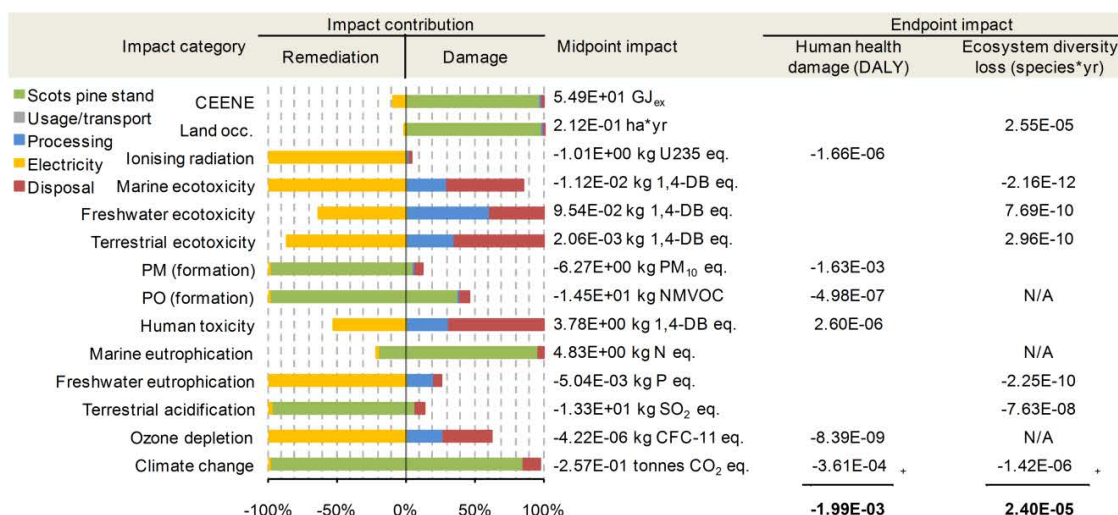 Impact category
Impact contribution
Remediation
Damage
Midpoint impact
Endpoint impact
Human health
damage (DALY)
Ecosystem diversity
loss (species*yr)
Scots pine stand
Usage/transport
Processing
Electricity
Disposal
CEENE 5.49E+01 GJex
Land occ. 2.12E-01 ha*yr 2.55E-05
Ionising radiation -1.01E+00 kg U235 eq. -1.66E-06
Marine ecotoxicity -1.12E-02 kg 1,4-DB eq. -2.16E-12
Freshwater ecotoxicity 9.54E-02 kg 1,4-DB eq. 7.69E-10
Terrestrial ecotoxicity 2.06E-03 kg 1,4-DB eq. 2.96E-10
PM (formation) -6.27E+00 kg PM10 eq. -1.63E-03
PO (formation) -1.45E+01 kg NMVOC -4.98E-07 N/A
Human toxicity 3.78E+00 kg 1,4-DB eq. 2.60E-06
Marine eutrophication 4.83E+00 kg N eq. N/A
Freshwater eutrophication -5.04E-03 kg P eq. -2.25E-10
Terrestrial acidification -1.33E+01 kg SO2 eq. -7.63E-08
Ozone depletion -4.22E-06 kg CFC-11 eq. -8.39E-09 N/A
Climate change -2.57E-01 tonnes CO2 eq. -3.61E-04 + -1.42E-06 +
-100% -50% 0% 50% 100% -1.99E-03 2.40E-05